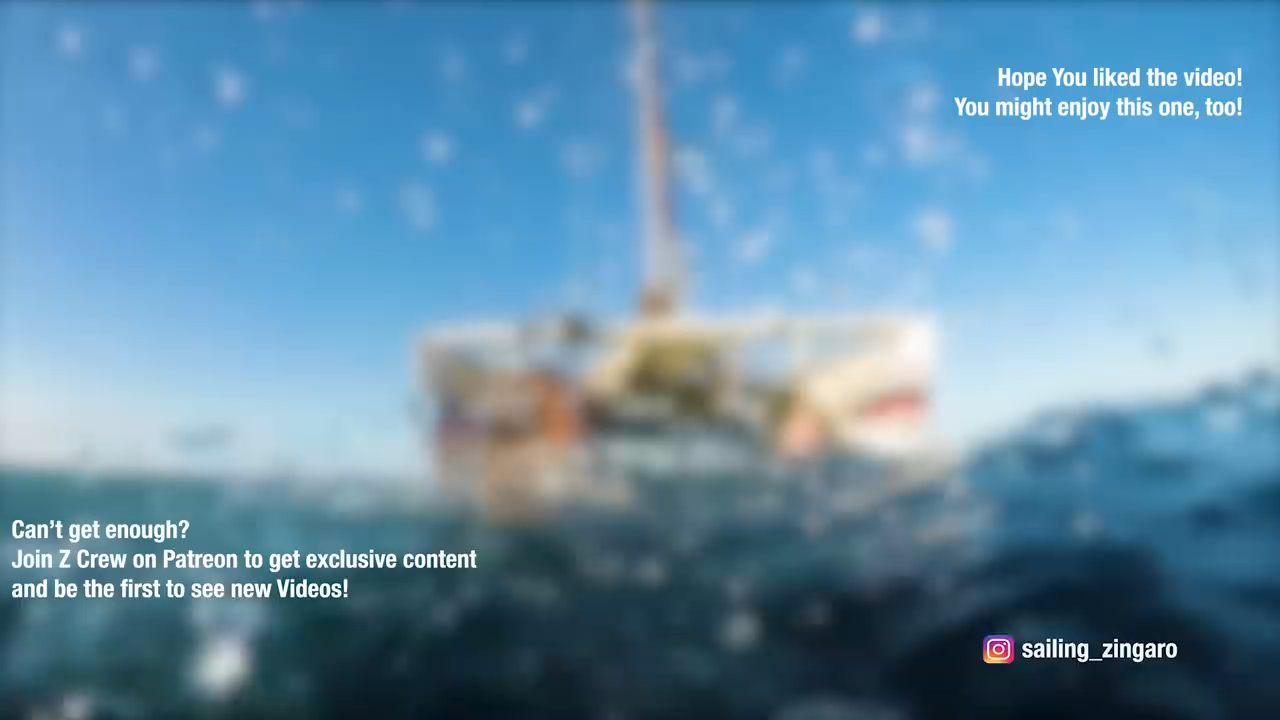 Hope You liked the video!
You might enjoy this one, too!
Can’t get enough?
Join Z Crew on Patreon to get exclusive content
and be the first to see new Videos!
sailing_zingaro